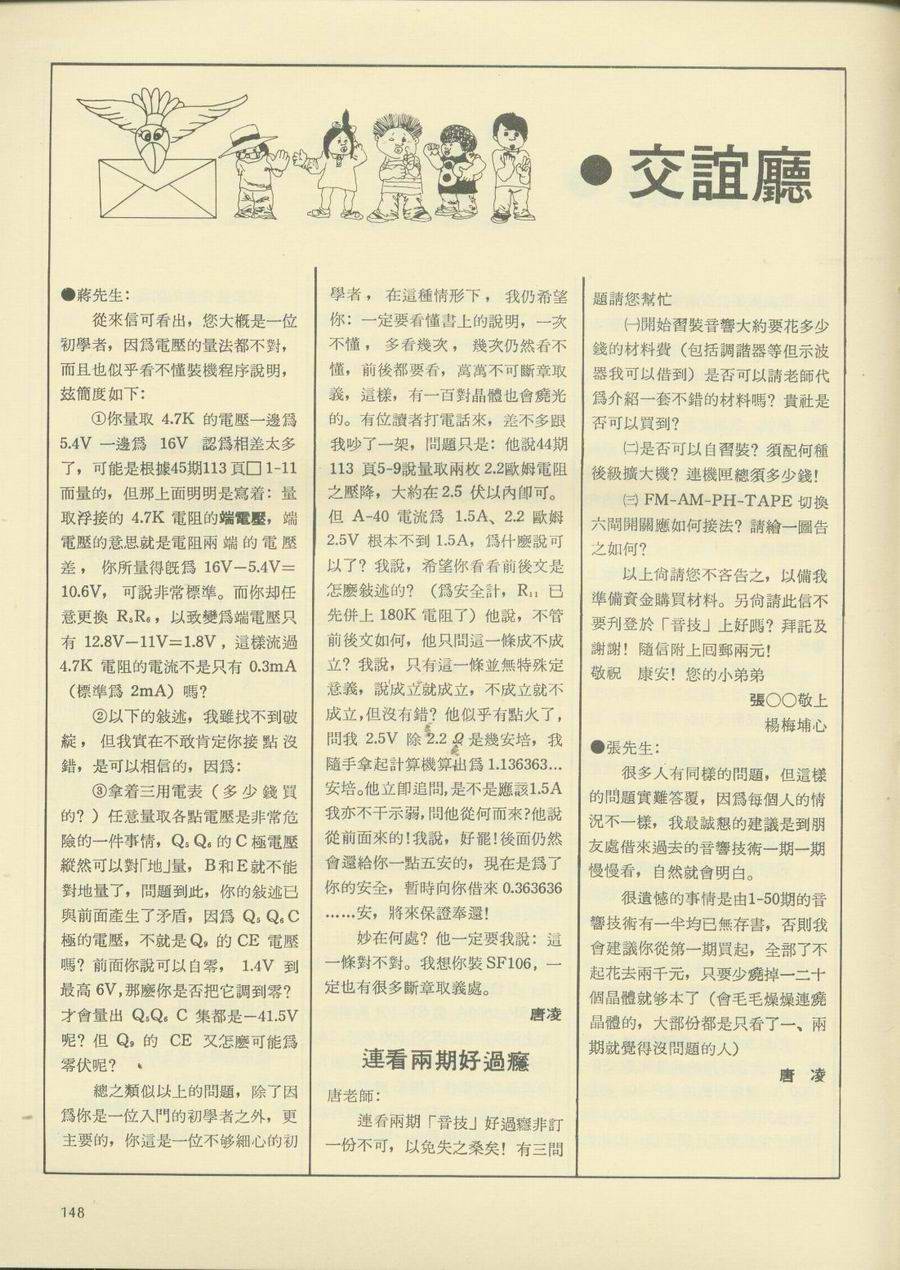 ●交誼廳
●蔣先生：
從來信可看出，您大概是一位
初學者，因爲電壓的量法都不對，
而且也似乎看不懂裝機程序說明，
玆簡度如下：
①你量取 4.7K 的電壓一邊爲
5.4V 一邊爲 16V 認爲相差太多
了，可能是根據45期113頁□1-11
而量的，但那上面明明是寫着：量
取浮接的 4.7K 電阻的端電壓，端
電壓的意思就是電阻兩端的電壓
差，你所量得旣爲 16V－5.4V＝
10.6V，可說非常標準。而你却任
意更換 R₅R₆，以致變爲端電壓只
有 12.8V－11V＝1.8V，這樣流過
4.7K 電阻的電流不是只有 0.3mA
（標準爲 2mA）嗎？
②以下的敍述，我雖找不到破
綻，但我實在不敢肯定你接點沒
錯，是可以相信的，因爲：
③拿着三用電表（多少錢買
的？）任意量取各點電壓是非常危
險的一件事情，Q₅ Q₆ 的 C 極電壓
縱然可以對「地」量，B和E就不能
對地量了，問題到此，你的敍述已
與前面產生了矛盾，因爲 Q₅ Q₆ C
極的電壓，不就是 Q₉ 的 CE 電壓
嗎？前面你說可以自零，1.4V 到
最高 6V，那麽你是否把它調到零？
才會量出 Q₅Q₆ C 集都是－41.5V
呢？但 Q₉ 的 CE 又怎麽可能爲
零伏呢？
總之類似以上的問題，除了因
爲你是一位入門的初學者之外，更
主要的，你這是一位不够細心的初
學者，在這種情形下，我仍希望
你：一定要看懂書上的說明，一次
不懂，多看幾次，幾次仍然看不
懂，前後都要看，萬萬不可斷章取
義，這樣，有一百對晶體也會燒光
的。有位讀者打電話來，差不多跟
我吵了一架，問題只是：他說44期
113 頁5-9說量取兩枚 2.2歐姆電阻
之壓降，大約在 2.5 伏以內卽可。
但 A-40 電流爲 1.5A、2.2 歐姆
2.5V 根本不到 1.5A，爲什麽說可
以了？我說，希望你看看前後文是
怎麽敍述的？（爲安全計，R₁₁ 已
先併上 180K 電阻了）他說，不管
前後文如何，他只問這一條成不成
立？我說，只有這一條並無特殊定
意義，說成立就成立，不成立就不
成立，但沒有錯？他似乎有點火了，
問我 2.5V 除 2.2 Ω 是幾安培，我
隨手拿起計算機算出爲 1.136363…
安培。他立卽追問，是不是應該1.5A
我亦不干示弱，問他從何而來？他說
從前面來的！我說，好罷！後面仍然
會還給你一點五安的，現在是爲了
你的安全，暫時向你借來 0.363636
……安，將來保證奉還！
妙在何處？他一定要我說：這
一條對不對。我想你裝 SF106，一
定也有很多斷章取義處。
唐凌
連看兩期好過癮
唐老師：
連看兩期「音技」好過癮非訂
一份不可，以免失之桑矣！有三問
題請您幫忙
㈠開始習裝音響大約要花多少
錢的材料費（包括調諧器等但示波
器我可以借到）是否可以請老師代
爲介紹一套不錯的材料嗎？貴社是
否可以買到？
㈡是否可以自習裝？須配何種
後級擴大機？連機匣總須多少錢！
㈢ FM-AM-PH-TAPE 切換
六間開關應如何接法？請繪一圖告
之如何？
以上尙請您不吝告之，以備我
準備資金購買材料。另尙請此信不
要刊登於「音技」上好嗎？拜託及
謝謝！隨信附上回郵兩元！
敬祝 康安！您的小弟弟
張○○敬上
楊梅埔心
●張先生：
很多人有同樣的問題，但這樣
的問題實難答覆，因爲每個人的情
況不一樣，我最誠懇的建議是到朋
友處借來過去的音響技術一期一期
慢慢看，自然就會明白。
很遺憾的事情是由1-50期的音
響技術有一半均已無存書，否則我
會建議你從第一期買起，全部了不
起花去兩千元，只要少燒掉一二十
個晶體就够本了（會毛毛燥燥連燒
晶體的，大部份都是只看了一、兩
期就覺得沒問題的人）
唐 凌
148